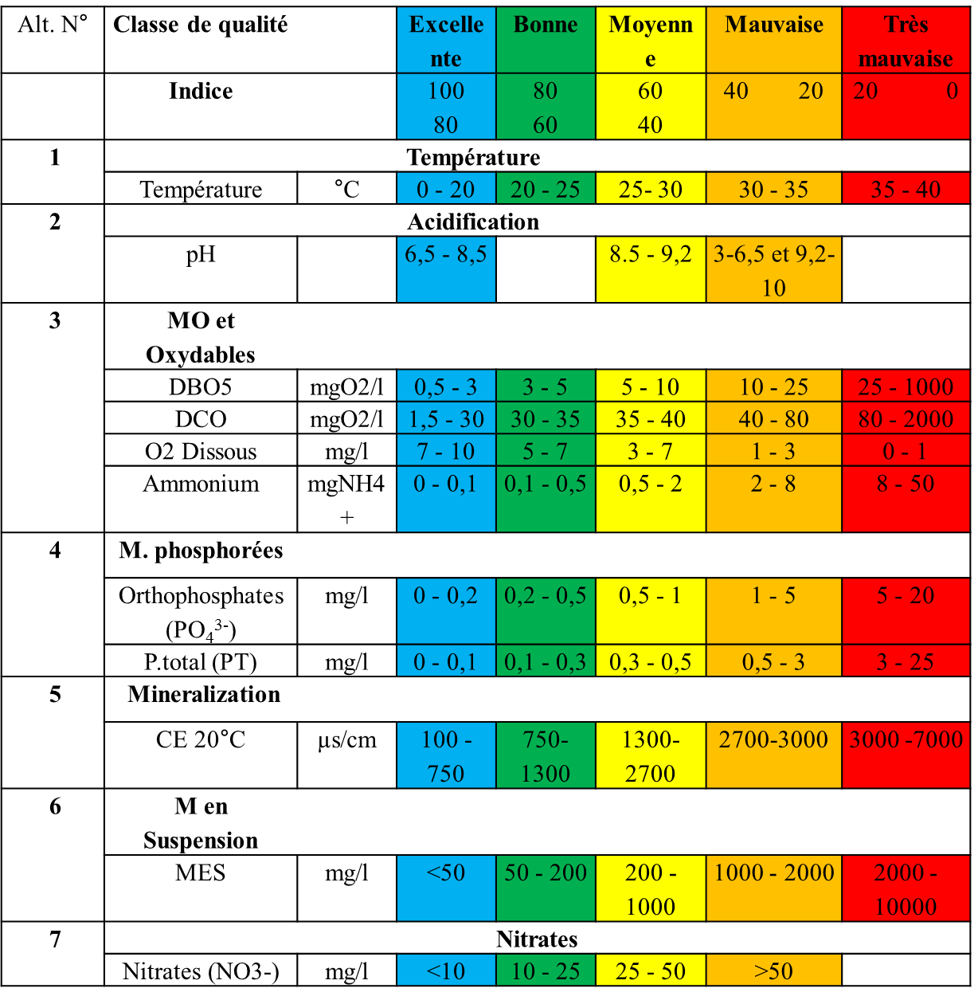 Alt. N° Classe de qualité Excelle Bonne Moyenn Mauvaise Très
nte e mauvaise
Indice 100 80 60 40 20 20 0
80 60 40
1 Température
Température °C 0 - 20 20 - 25 25- 30 30 - 35 35 - 40
2 Acidification
pH 6,5 - 8,5 8.5 - 9,2 3-6,5 et 9,2-
10
3 MO et
Oxydables
DBO5 mgO2/l 0,5 - 3 3 - 5 5 - 10 10 - 25 25 - 1000
DCO mgO2/l 1,5 - 30 30 - 35 35 - 40 40 - 80 80 - 2000
O2 Dissous mg/l 7 - 10 5 - 7 3 - 7 1 - 3 0 - 1
Ammonium mgNH4 0 - 0,1 0,1 - 0,5 0,5 - 2 2 - 8 8 - 50
+
4 M. phosphorées
Orthophosphates mg/l 0 - 0,2 0,2 - 0,5 0,5 - 1 1 - 5 5 - 20
(PO₄³⁻)
P.total (PT) mg/l 0 - 0,1 0,1 - 0,3 0,3 - 0,5 0,5 - 3 3 - 25
5 Mineralization
CE 20°C µs/cm 100 - 750- 1300- 2700-3000 3000 -7000
750 1300 2700
6 M en
Suspension
MES mg/l <50 50 - 200 200 - 1000 - 2000 2000 -
1000 10000
7 Nitrates
Nitrates (NO3-) mg/l <10 10 - 25 25 - 50 >50